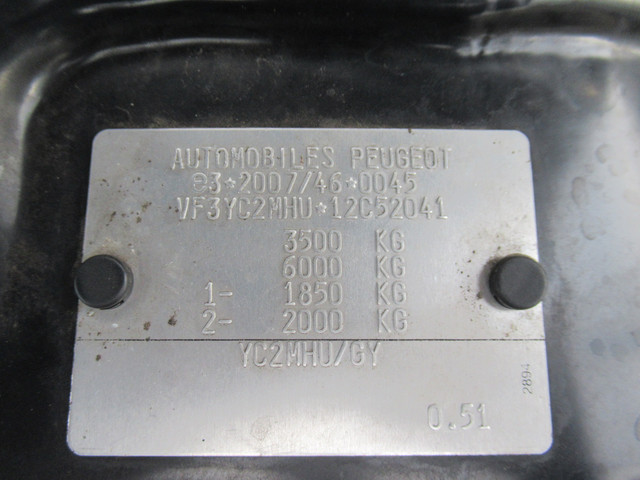 AUTOMOBILES PEUGEOT
e3*2007/46*0045
VF3YC2MHU*12C52041
3500 KG
6000 KG
1- 1850 KG
2- 2000 KG
YC2MHU/GY
2894
0.51